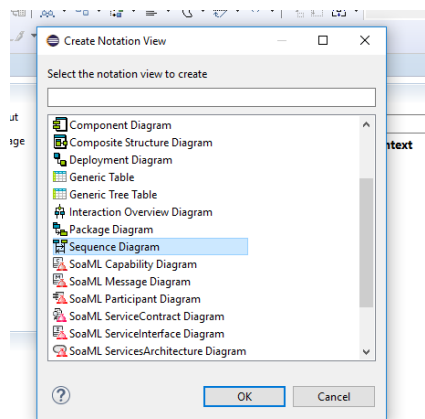 Create Notation View
Select the notation view to create
ut
age
ntext
Component Diagram
Composite Structure Diagram
Deployment Diagram
Generic Table
Generic Tree Table
Interaction Overview Diagram
Package Diagram
Sequence Diagram
SoaML Capability Diagram
SoaML Message Diagram
SoaML Participant Diagram
SoaML ServiceContract Diagram
SoaML ServiceInterface Diagram
SoaML ServicesArchitecture Diagram
OK Cancel